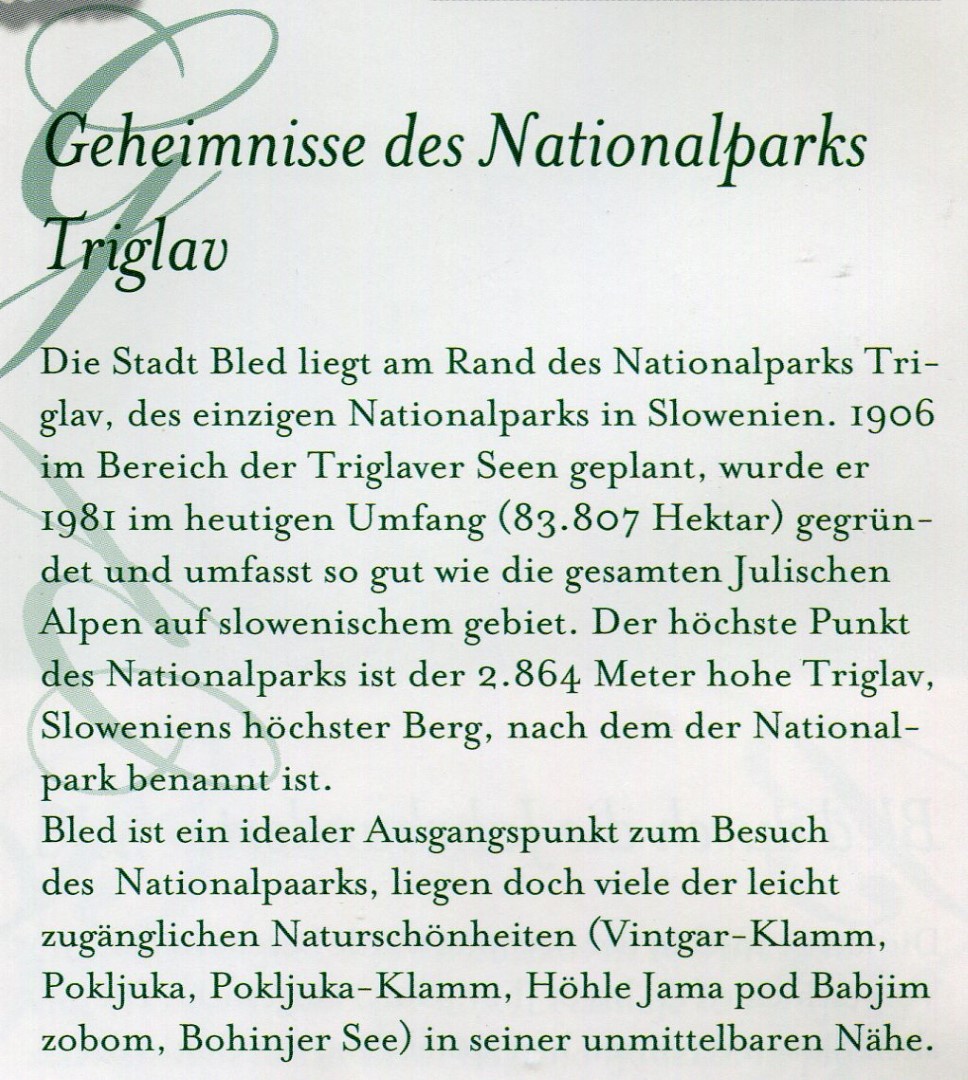 Geheimnisse des Nationalparks
Triglav
Die Stadt Bled liegt am Rand des Nationalparks Tri-
glav, des einzigen Nationalparks in Slowenien. 1906
im Bereich der Triglaver Seen geplant, wurde er
1981 im heutigen Umfang (83.807 Hektar) gegrün-
det und umfasst so gut wie die gesamten Julischen
Alpen auf slowenischem gebiet. Der höchste Punkt
des Nationalparks ist der 2.864 Meter hohe Triglav,
Sloweniens höchster Berg, nach dem der National-
park benannt ist.
Bled ist ein idealer Ausgangspunkt zum Besuch
des Nationalpaarks, liegen doch viele der leicht
zugänglichen Naturschönheiten (Vintgar-Klamm,
Pokljuka, Pokljuka-Klamm, Höhle Jama pod Babjim
zobom, Bohinjer See) in seiner unmittelbaren Nähe.